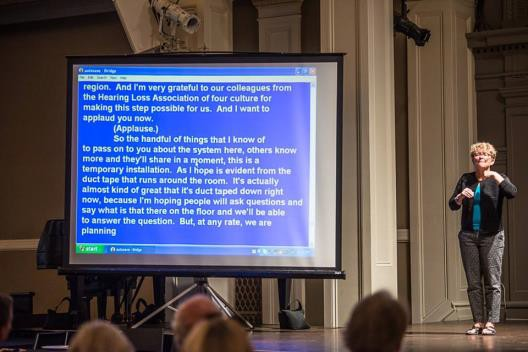 autosave - Bridge
region. And I'm very grateful to our colleagues from
the Hearing Loss Association of four culture for
making this step possible for us. And I want to
applaud you now.
(Applause.)
So the handful of things that I know of
to pass on to you about the system here, others know
more and they'll share in a moment, this is a
temporary installation. As I hope is evident from the
duct tape that runs around the room. It's actually
almost kind of great that it's duct taped down right
now, because I'm hoping people will ask questions and
say what is that there on the floor and we'll be able
to answer the question. But, at any rate, we are
planning
start autosave - Bridge